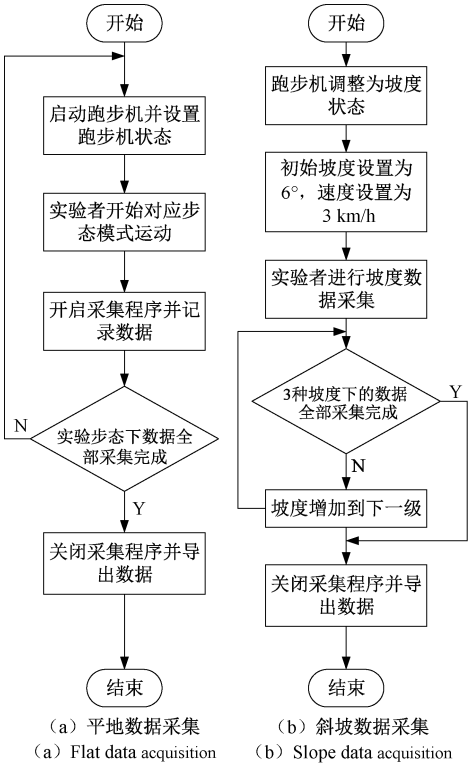 开始
启动跑步机并设置
跑步机状态
实验者开始对应步
态模式运动
开启采集程序并记
录数据
N
实验步态下数据全
部采集完成
Y
关闭采集程序并导
出数据
结束
（a）平地数据采集
（a）Flat data acquisition
开始
跑步机调整为坡度
状态
初始坡度设置为
6°，速度设置为
3 km/h
实验者进行坡度数
据采集
3种坡度下的数据
全部采集完成
Y
N
坡度增加到下一级
关闭采集程序并导
出数据
结束
（b）斜坡数据采集
（b）Slope data acquisition